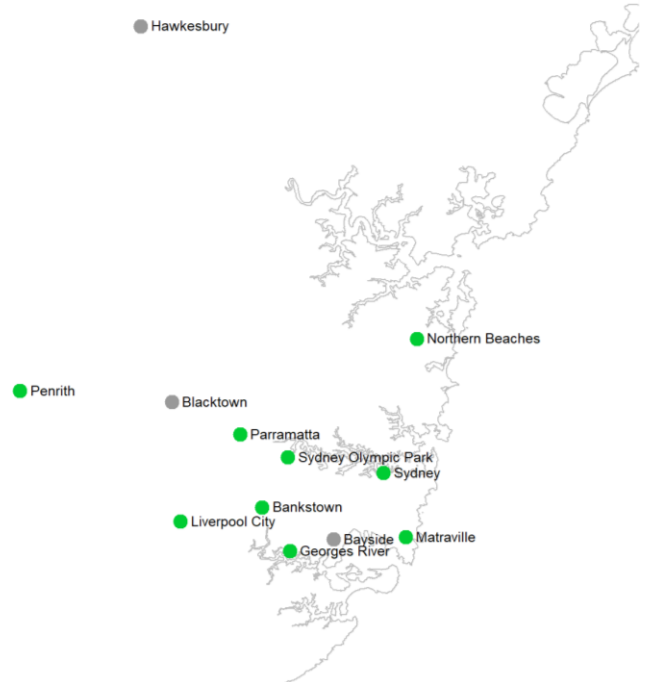 Hawkesbury
Northern Beaches
Penrith
Blacktown
Parramatta
Sydney Olympic Park
Sydney
Bankstown
Liverpool City
Matraville
Bayside
Georges River